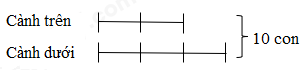 Cành trên
Cành dưới
10 con